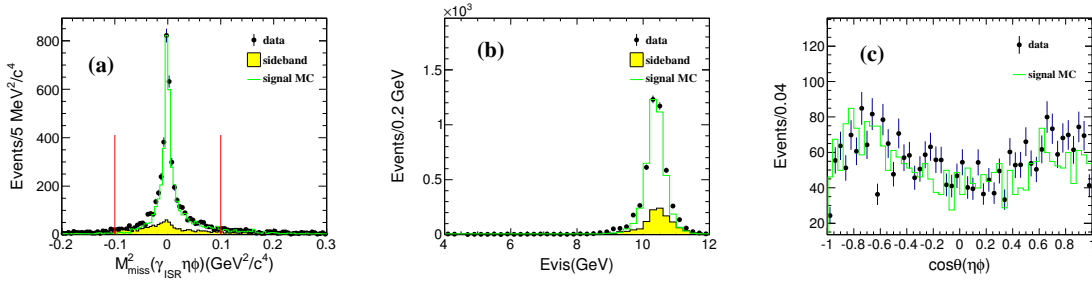 (a)
data
sideband
signal MC
Events/5 MeV²/c⁴
800
600
400
200
0
-0.2 -0.1 0 0.1 0.2 0.3
M²miss(γISRηφ)(GeV²/c⁴)
×10³
(b)
data
sideband
signal MC
Events/0.2 GeV
1.5
1
0.5
0
4 6 8 10 12
Evis(GeV)
(c)
data
signal MC
Events/0.04
140
120
100
80
60
40
20
-1 -0.8 -0.6 -0.4 -0.2 0 0.2 0.4 0.6 0.8 1
cosθ(ηφ)